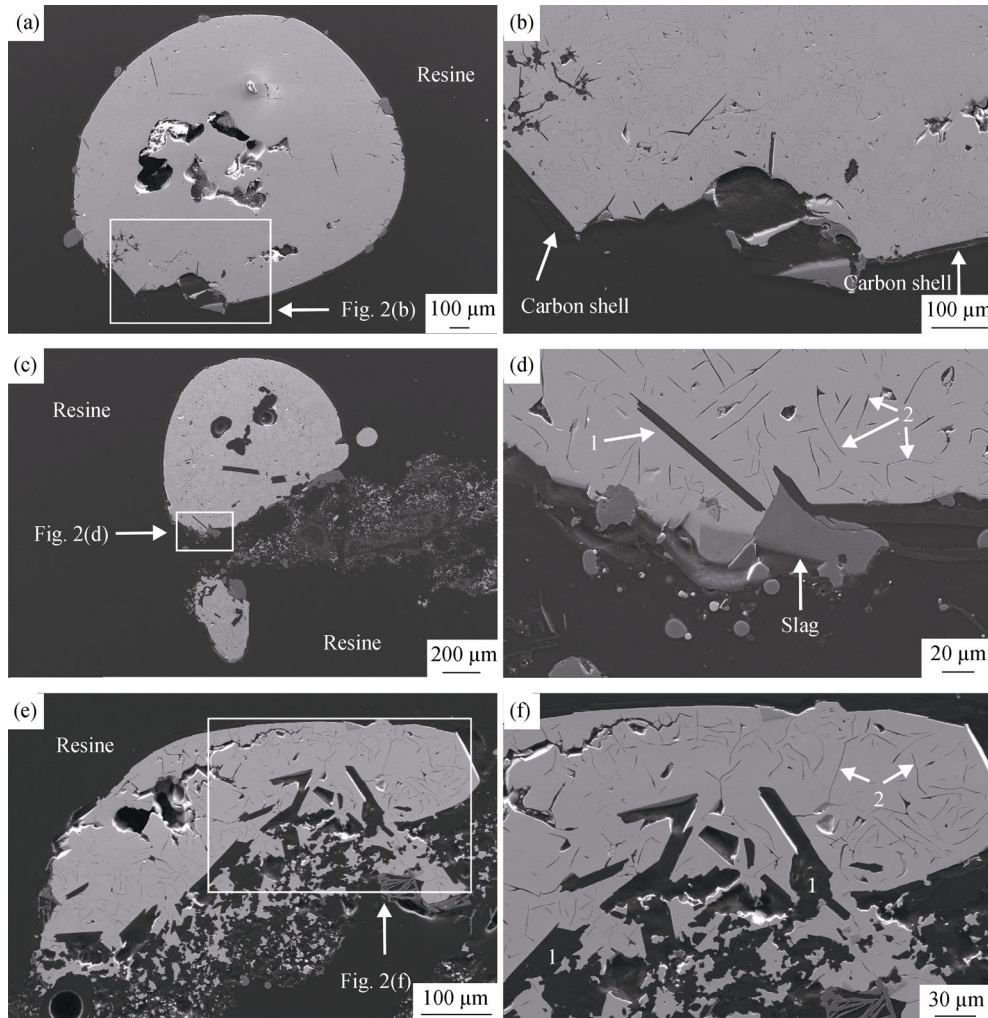 (a)
Resine
Fig. 2(b)
100 µm
(b)
Carbon shell
Carbon shell
100 µm
(c)
Resine
Fig. 2(d)
Resine
200 µm
(d)
1
2
Slag
20 µm
(e)
Resine
Fig. 2(f)
100 µm
(f)
2
1
1
30 µm